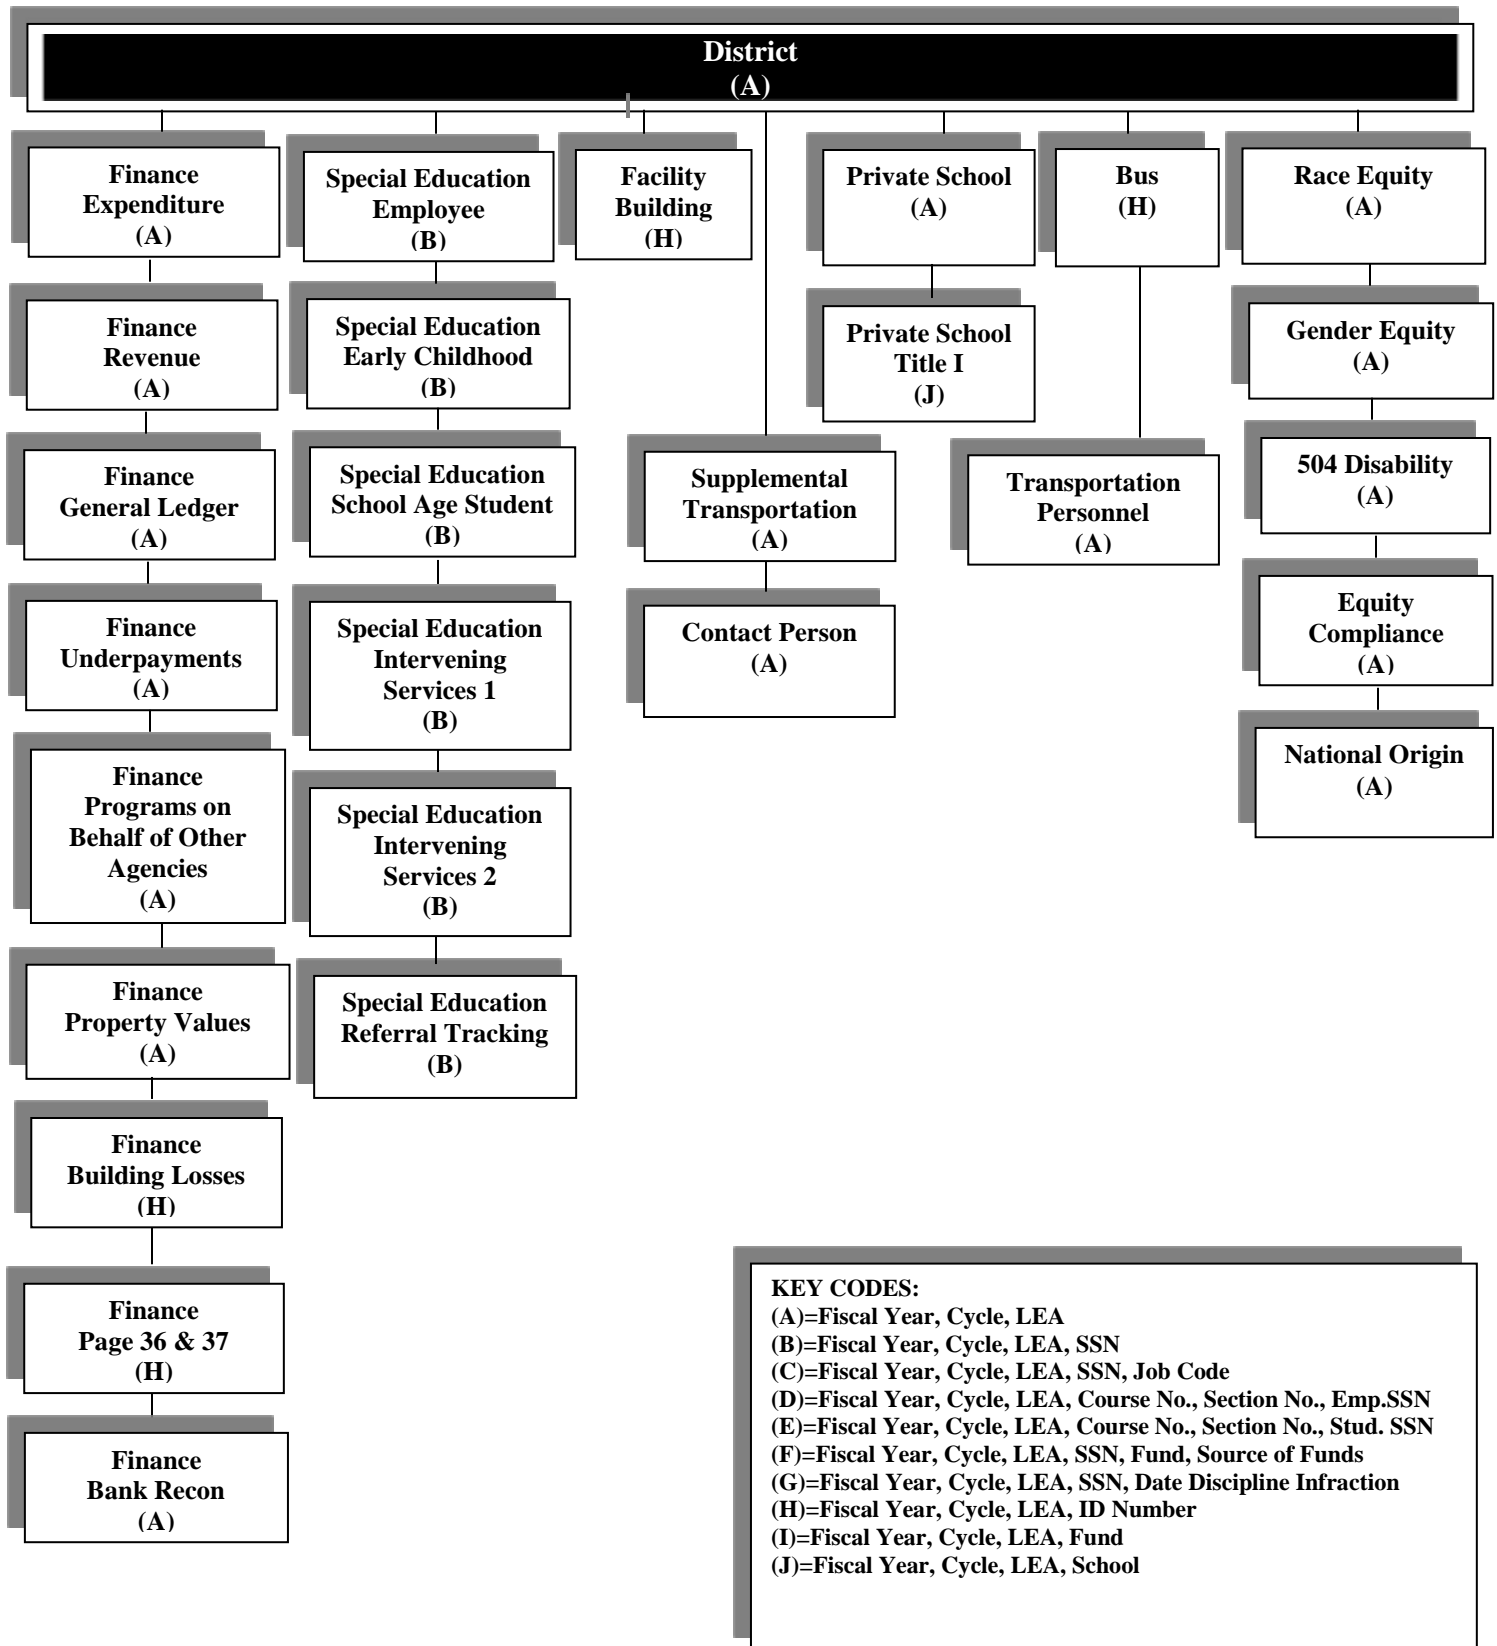 District
(A)
Finance
Expenditure
(A)
Finance
Revenue
(A)
Finance
General Ledger
(A)
Finance
Underpayments
(A)
Finance
Programs on
Behalf of Other
Agencies
(A)
Finance
Property Values
(A)
Finance
Building Losses
(H)
Finance
Page 36 & 37
(H)
Finance
Bank Recon
(A)
Special Education
Employee
(B)
Special Education
Early Childhood
(B)
Special Education
School Age Student
(B)
Special Education
Intervening
Services 1
(B)
Special Education
Intervening
Services 2
(B)
Special Education
Referral Tracking
(B)
Facility
Building
(H)
Supplemental
Transportation
(A)
Contact Person
(A)
Private School
(A)
Private School
Title I
(J)
Bus
(H)
Transportation
Personnel
(A)
Race Equity
(A)
Gender Equity
(A)
504 Disability
(A)
Equity
Compliance
(A)
National Origin
(A)
KEY CODES:
(A)=Fiscal Year, Cycle, LEA
(B)=Fiscal Year, Cycle, LEA, SSN
(C)=Fiscal Year, Cycle, LEA, SSN, Job Code
(D)=Fiscal Year, Cycle, LEA, Course No., Section No., Emp.SSN
(E)=Fiscal Year, Cycle, LEA, Course No., Section No., Stud. SSN
(F)=Fiscal Year, Cycle, LEA, SSN, Fund, Source of Funds
(G)=Fiscal Year, Cycle, LEA, SSN, Date Discipline Infraction
(H)=Fiscal Year, Cycle, LEA, ID Number
(I)=Fiscal Year, Cycle, LEA, Fund
(J)=Fiscal Year, Cycle, LEA, School